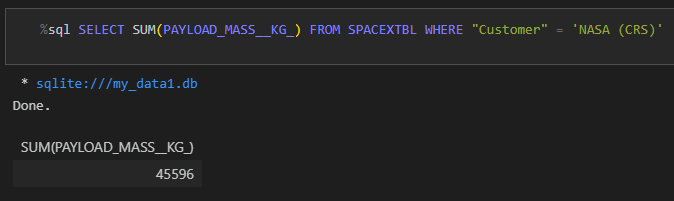 %sql SELECT SUM(PAYLOAD_MASS__KG_) FROM SPACEXTBL WHERE "Customer" = 'NASA (CRS)'
* sqlite:///my_data1.db
Done.
SUM(PAYLOAD_MASS__KG_)
45596